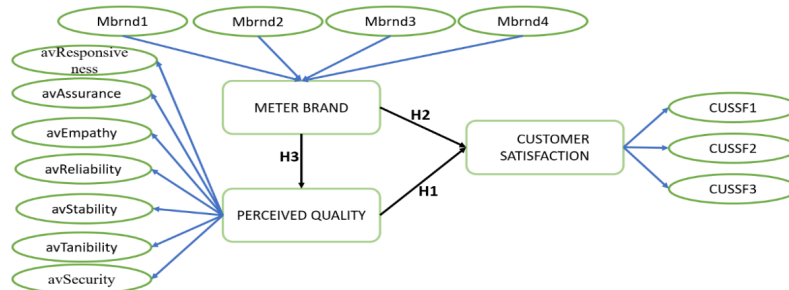 Mbrnd1
Mbrnd2
Mbrnd3
Mbrnd4
avResponsive
ness
avAssurance
avEmpathy
avReliability
avStability
avTanibility
avSecurity
METER BRAND
H2
H3
H1
PERCEIVED QUALITY
CUSTOMER
SATISFACTION
CUSSF1
CUSSF2
CUSSF3